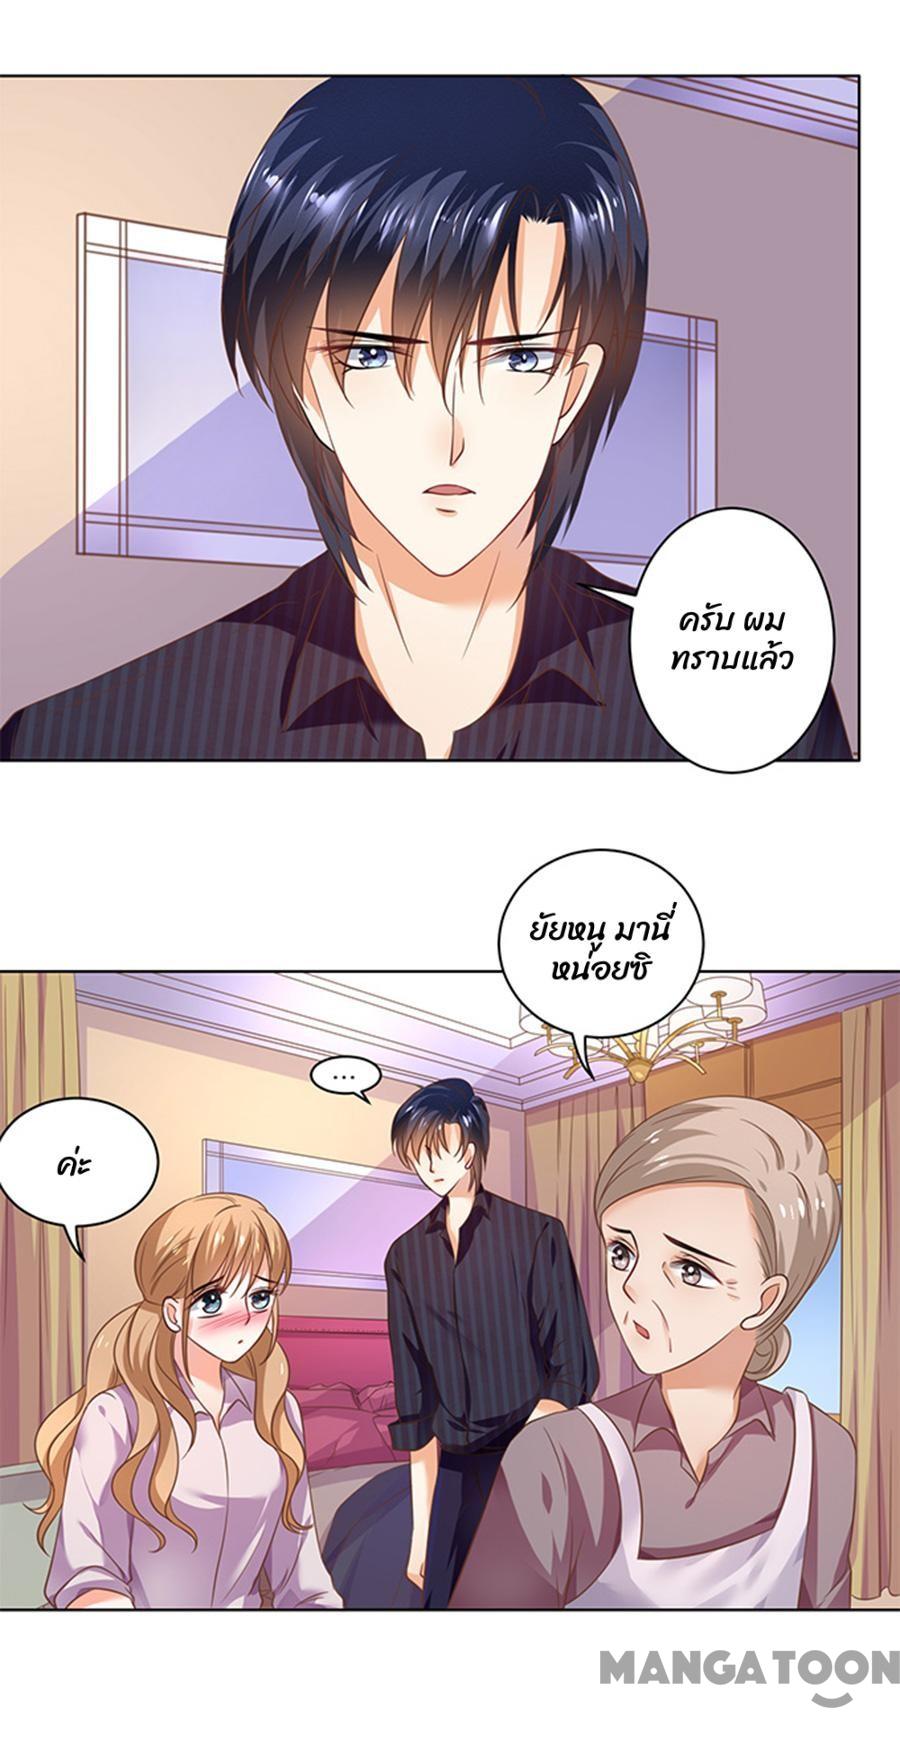 ครับ ผม
ทราบแล้ว
ยัยหนู มานี่
หน่อยซิ
...
ค่ะ
MANGATOON